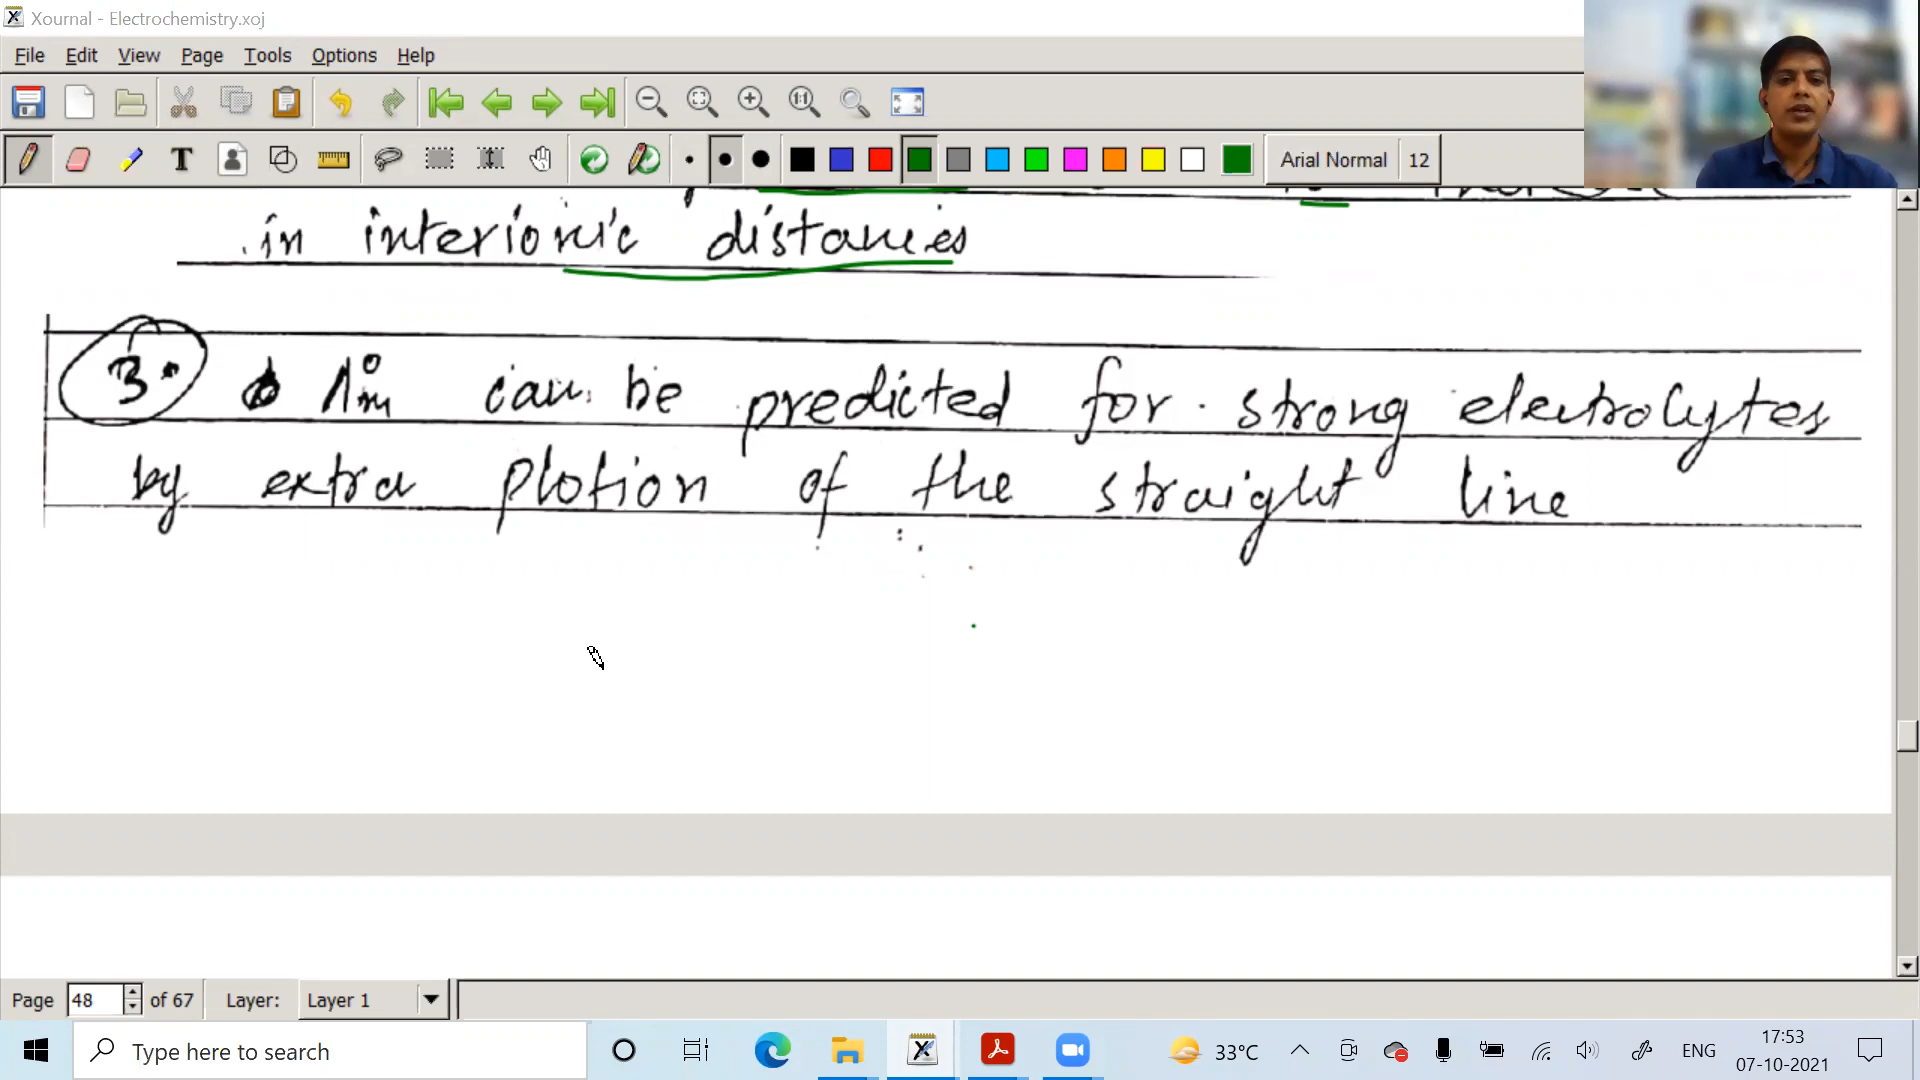 Xournal - Electrochemistry.xoj
File Edit View Page Tools Options Help
Arial Normal 12
in interionic distances
3. Λ°m can be predicted for strong electrolytes
by extra plotion of the straight line
Page 48 of 67 Layer: Layer 1
Type here to search
33°C ENG 17:53
07-10-2021